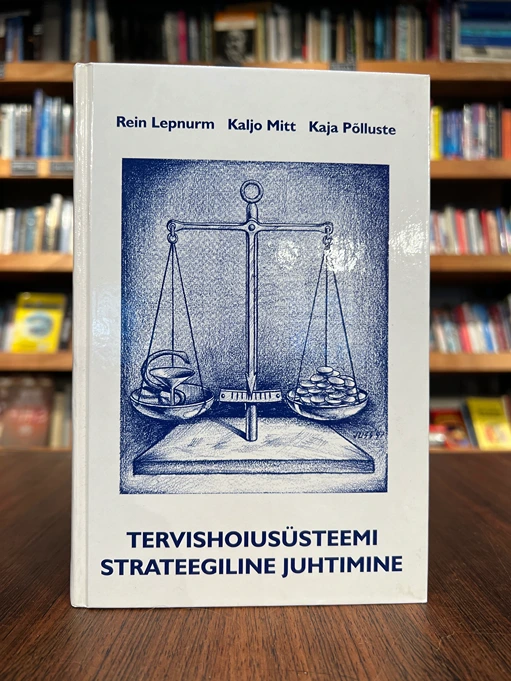 Rein Lepnurm Kaljo Mitt Kaja Põlluste
TERVISHOIUSÜSTEEMI
STRATEEGILINE JUHTIMINE